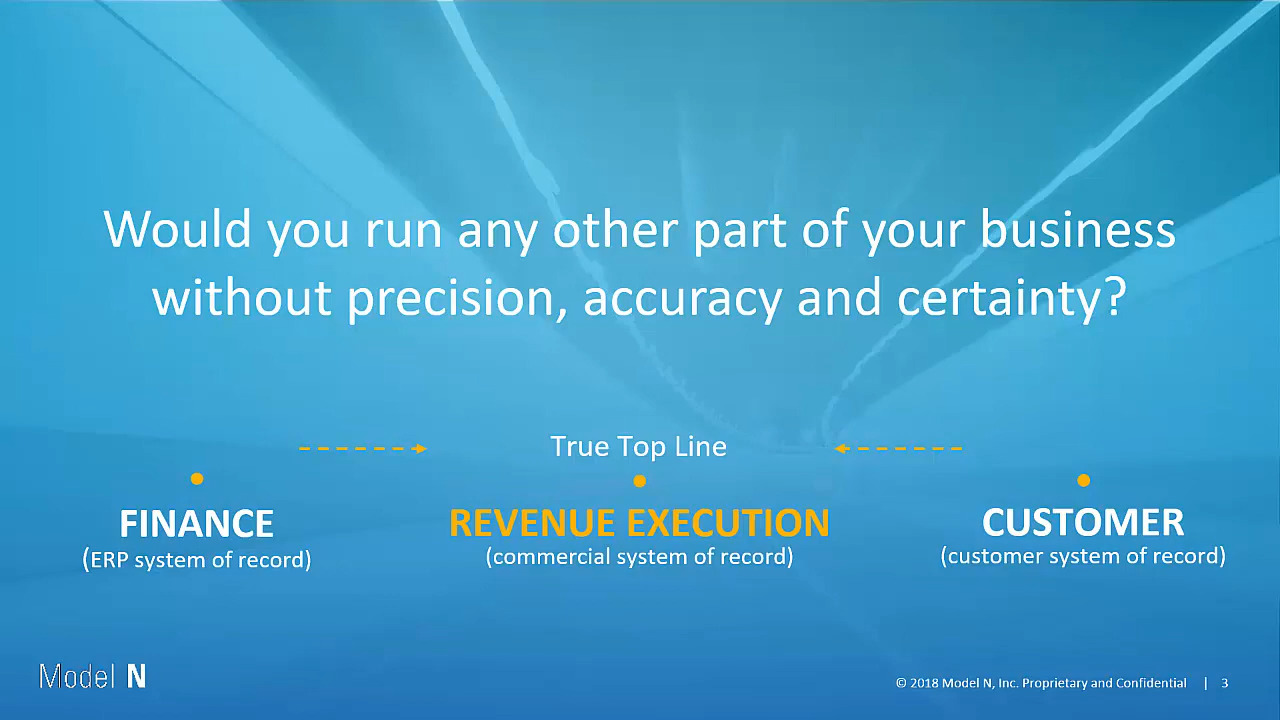 Would you run any other part of your business
without precision, accuracy and certainty?
True Top Line
FINANCE
(ERP system of record)
REVENUE EXECUTION
(commercial system of record)
CUSTOMER
(customer system of record)
Model N
© 2018 Model N, Inc. Proprietary and Confidential | 3